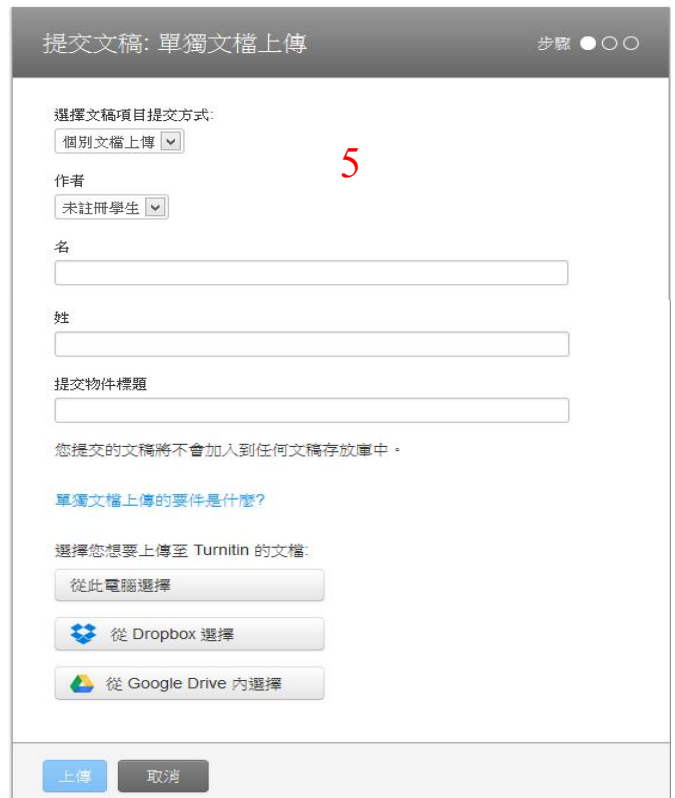 提交文稿: 單獨文檔上傳
步驟
選擇文稿項目提交方式:
個別文檔上傳
5
作者
未註冊學生
名
姓
提交物件標題
您提交的文稿將不會加入到任何文稿存放庫中。
單獨文檔上傳的要件是什麼?
選擇您想要上傳至 Turnitin 的文檔:
從此電腦選擇
從 Dropbox 選擇
從 Google Drive 內選擇
上傳
取消